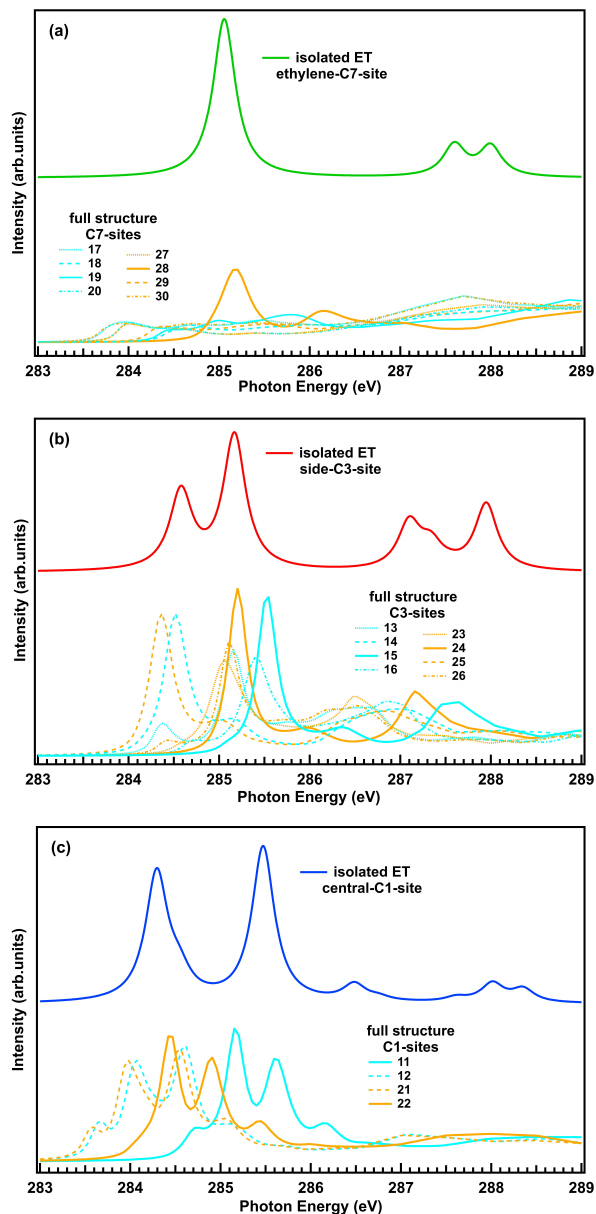 (a)
isolated ET
ethylene-C7-site
Intensity (arb.units)
full structure
C7-sites
17
27
18
28
19
29
20
30
283
284
285
286
287
288
289
Photon Energy (eV)
(b)
isolated ET
side-C3-site
Intensity (arb.units)
full structure
C3-sites
13
23
14
24
15
25
16
26
283
284
285
286
287
288
289
Photon Energy (eV)
(c)
isolated ET
central-C1-site
Intensity (arb.units)
full structure
C1-sites
11
12
21
22
283
284
285
286
287
288
289
Photon Energy (eV)